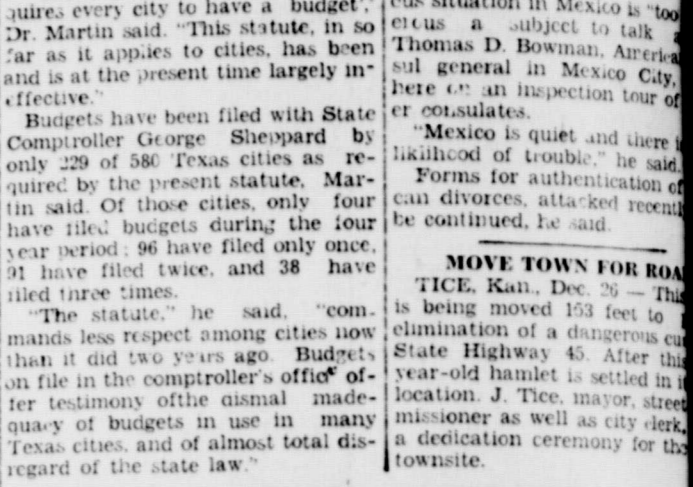 quires every city to have a budget",
Dr. Martin said. "This statute, in so
far as it applies to cities, has been
and is at the present time largely in-
effective."
Budgets have been filed with State
Comptroller George Sheppard by
only 229 of 580 Texas cities as re-
quired by the present statute, Mar-
tin said. Of those cities, only four
have filed budgets during the four
year period; 96 have filed only once,
91 have filed twice, and 38 have
filed three times.
"The statute," he said, "com-
mands less respect among cities now
than it did two years ago. Budgets
on file in the comptroller's office of-
fer testimony ofthe dismal inade-
quacy of budgets in use in many
Texas cities, and of almost total dis-
regard of the state law."
situation in Mexico is "too
a subject to talk
Thomas D. Bowman, America
sul general in Mexico City,
here on an inspection tour of
er consulates.
"Mexico is quiet and there i
liklihood of trouble," he said.
Forms for authentication of
can divorces, attacked recentl
be continued, he said.
MOVE TOWN FOR ROA
TICE, Kan., Dec. 26 — This
is being moved 153 feet to
elimination of a dangerous cu
State Highway 45. After this
year-old hamlet is settled in i
location. J. Tice, mayor, street
missioner as well as city clerk,
a dedication ceremony for the
townsite.